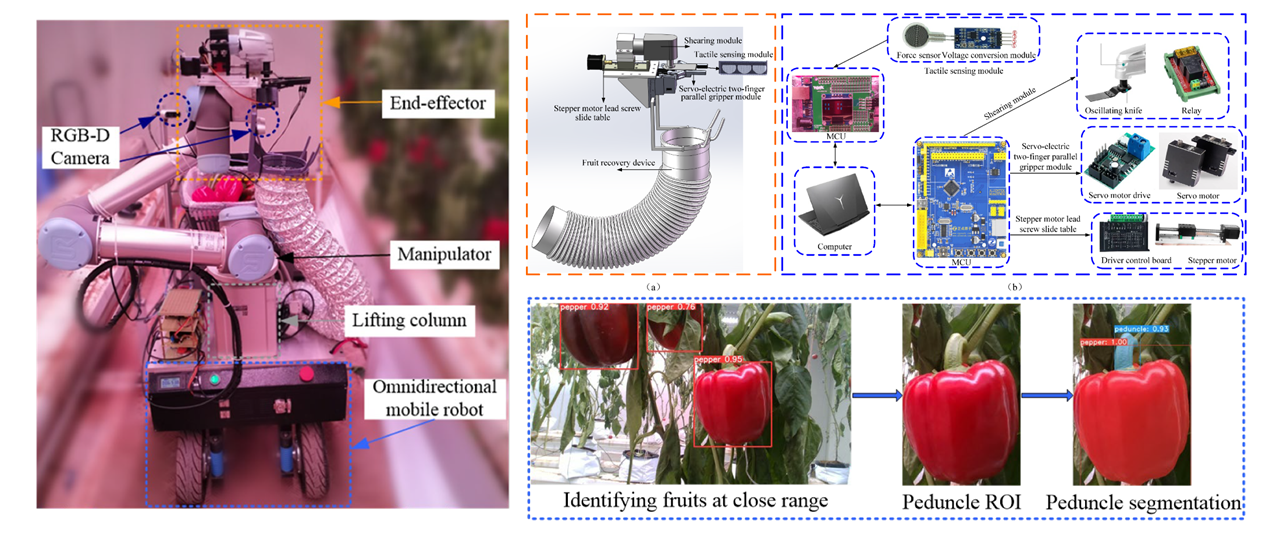 End-effector
RGB-D
Camera
Manipulator
Lifting column
Omnidirectional
mobile robot
Shearing module
Tactile sensing module
Servo-electric two-finger
parallel gripper module
Stepper motor lead screw
slide table
Fruit recovery device
(a)
Force sensor Voltage conversion module
Tactile sensing module
MCU
Computer
MCU
Shearing module
Oscillating knife
Relay
Servo-electric
two-finger parallel
gripper module
Servo motor drive
Servo motor
Stepper motor lead
screw slide table
Driver control board
Stepper motor
(b)
pepper 0.92
pepper 0.76
pepper 0.95
Identifying fruits at close range
Peduncle ROI
peduncle: 0.93
pepper: 1.00
Peduncle segmentation